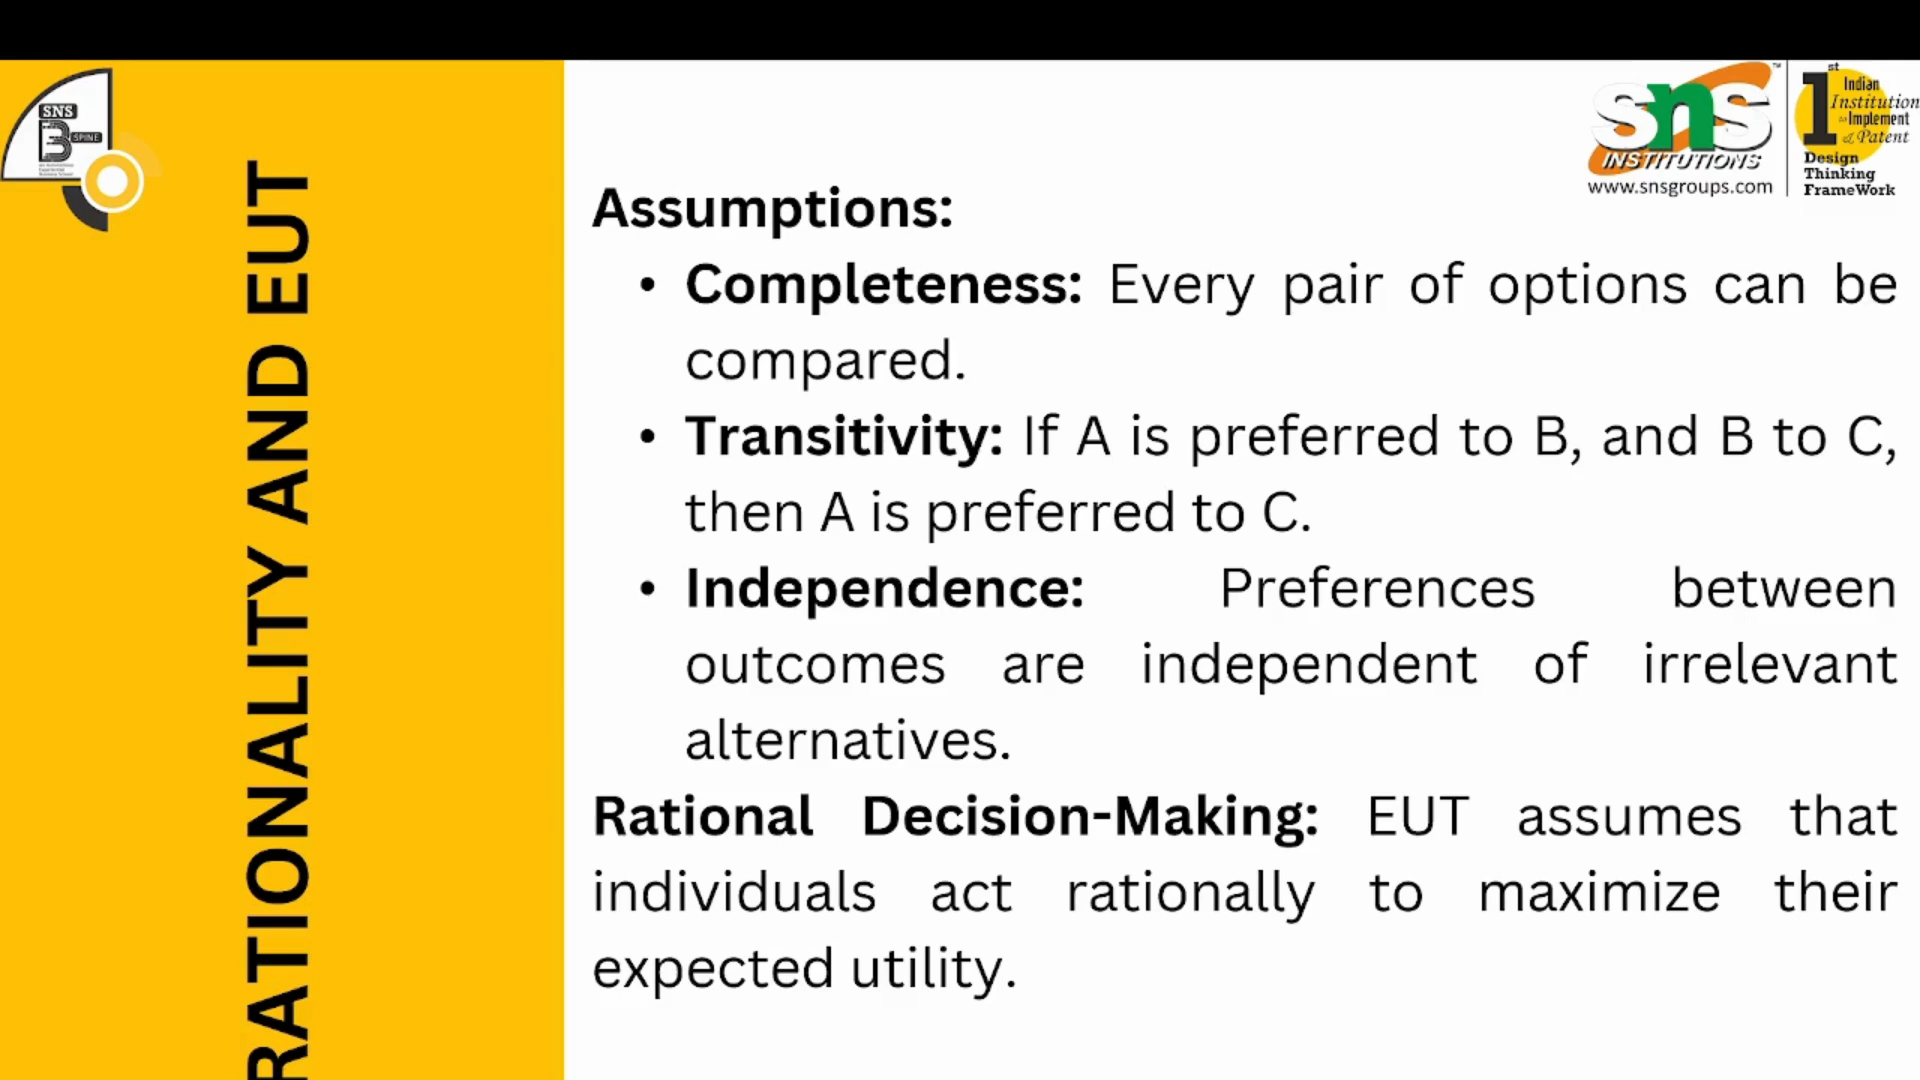 SNS
B
SPINE
RATIONALITY AND EUT
sns
INSTITUTIONS
www.snsgroups.com
TM
1st
Indian
Institution
to Implement
& Patent
Design
Thinking
FrameWork
Assumptions:
• Completeness: Every pair of options can be
compared.
• Transitivity: If A is preferred to B, and B to C,
then A is preferred to C.
• Independence: Preferences between
outcomes are independent of irrelevant
alternatives.
Rational Decision-Making: EUT assumes that
individuals act rationally to maximize their
expected utility.